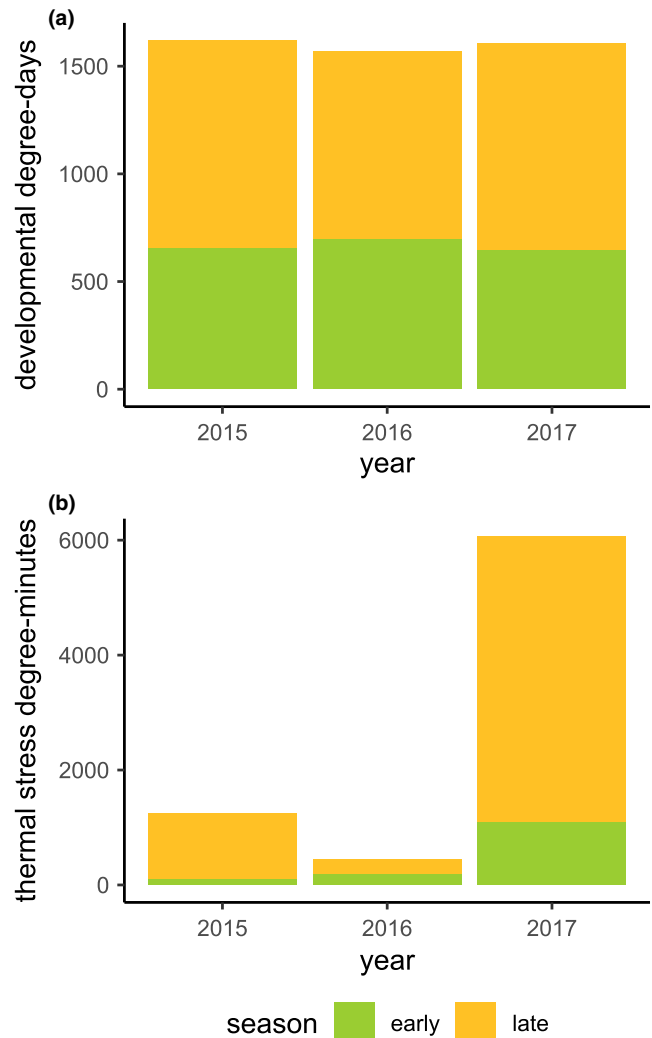 (a)
developmental degree-days
1500
1000
500
0
2015 2016 2017
year
(b)
thermal stress degree-minutes
6000
4000
2000
0
2015 2016 2017
year
season early late